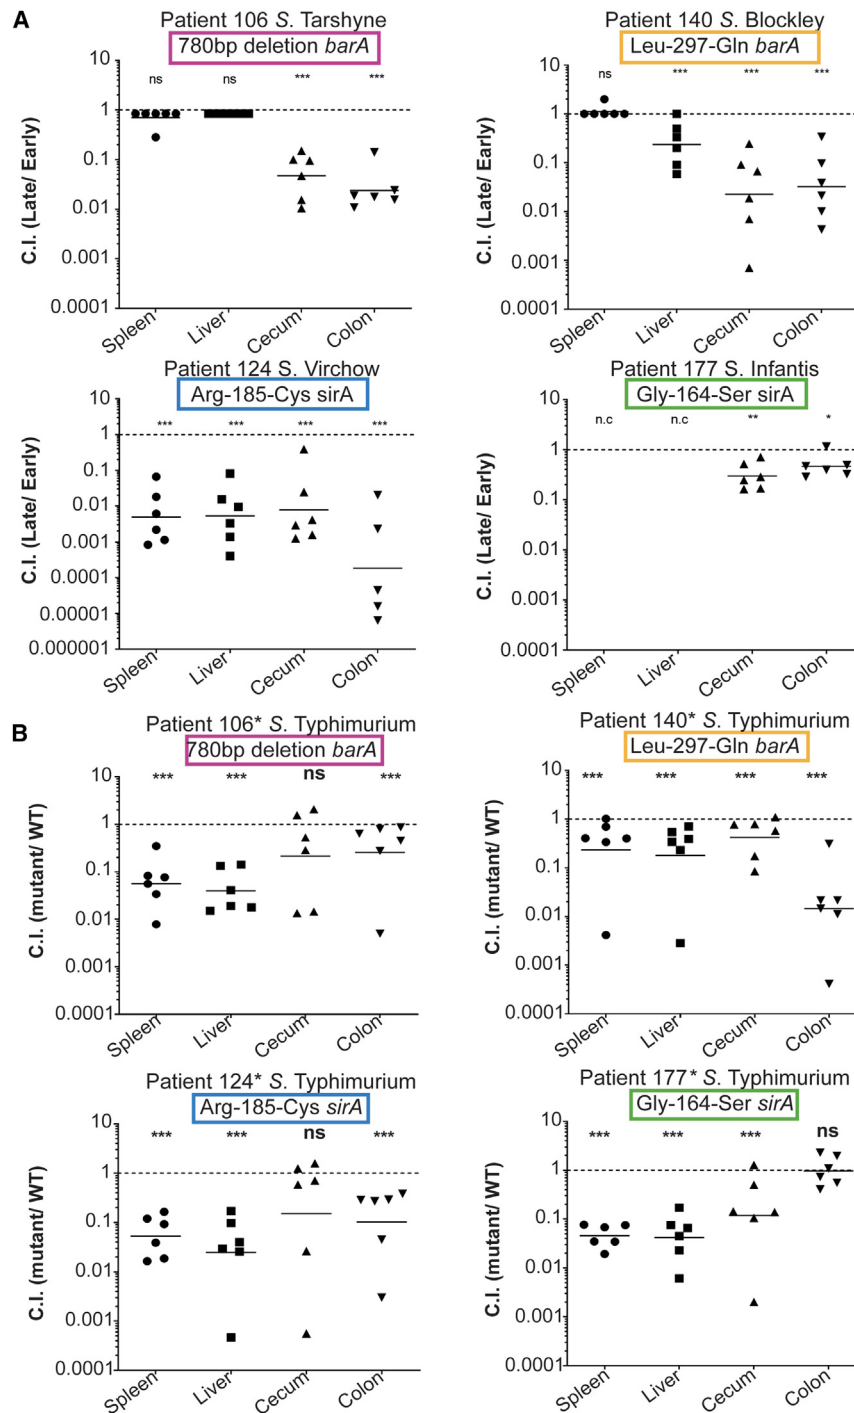 A
Patient 106 S. Tarshyne
780bp deletion barA
ns ns *** ***
C.I. (Late/ Early)
10
1
0.1
0.01
0.001
0.0001
Spleen Liver Cecum Colon
Patient 140 S. Blockley
Leu-297-Gln barA
ns *** *** ***
C.I. (Late/ Early)
10
1
0.1
0.01
0.001
0.0001
Spleen Liver Cecum Colon
Patient 124 S. Virchow
Arg-185-Cys sirA
*** *** *** ***
C.I. (Late/ Early)
10
1
0.1
0.01
0.001
0.0001
0.00001
0.000001
Spleen Liver Cecum Colon
Patient 177 S. Infantis
Gly-164-Ser sirA
n.c n.c ** *
C.I. (Late/ Early)
10
1
0.1
0.01
0.001
0.0001
Spleen Liver Cecum Colon
B
Patient 106* S. Typhimurium
780bp deletion barA
*** *** ns ***
C.I. (mutant/ WT)
10
1
0.1
0.01
0.001
0.0001
Spleen Liver Cecum Colon
Patient 140* S. Typhimurium
Leu-297-Gln barA
*** *** *** ***
C.I. (mutant/ WT)
10
1
0.1
0.01
0.001
0.0001
Spleen Liver Cecum Colon
Patient 124* S. Typhimurium
Arg-185-Cys sirA
*** *** ns ***
C.I. (mutant/ WT)
10
1
0.1
0.01
0.001
0.0001
Spleen Liver Cecum Colon
Patient 177* S. Typhimurium
Gly-164-Ser sirA
*** *** *** ns
C.I. (mutant/ WT)
10
1
0.1
0.01
0.001
0.0001
Spleen Liver Cecum Colon